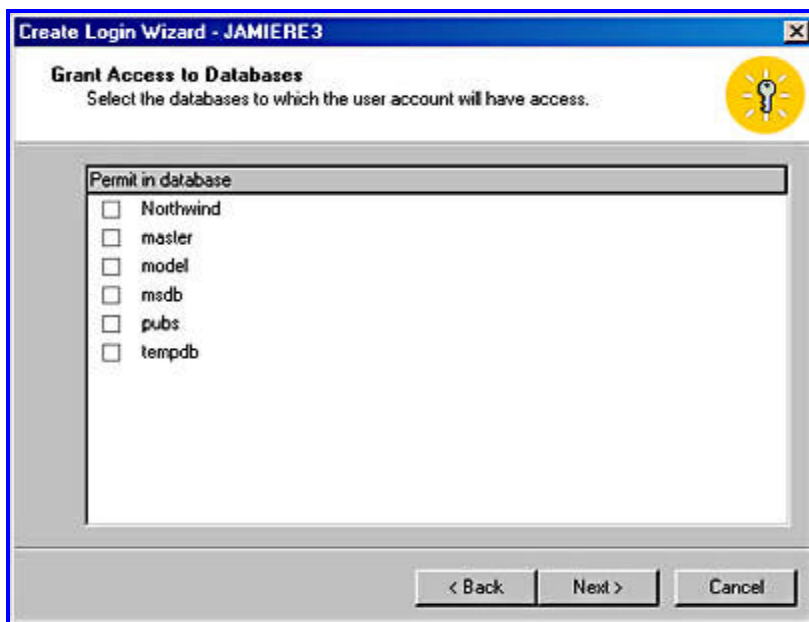 Create Login Wizard - JAMIERE3
Grant Access to Databases
Select the databases to which the user account will have access.
Permit in database
Northwind
master
model
msdb
pubs
tempdb
< Back Next > Cancel